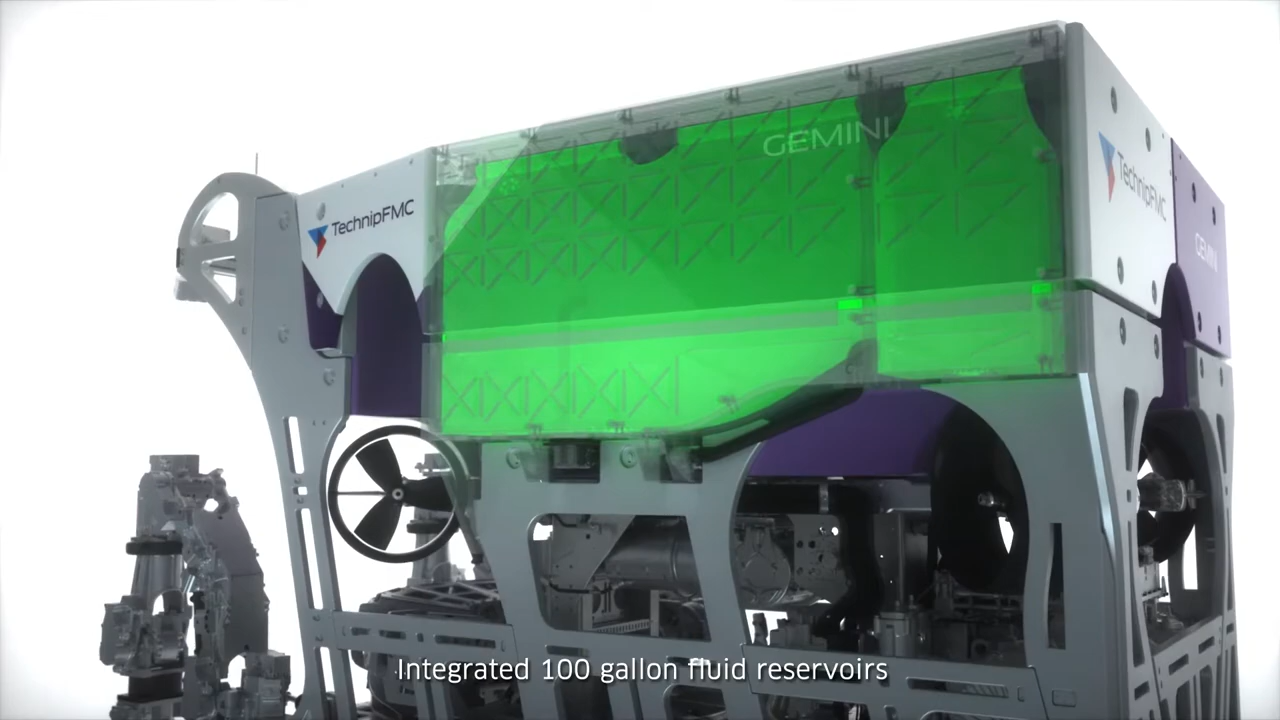 GEMINI
TechnipFMC
TechnipFMC
GEMINI
Integrated 100 gallon fluid reservoirs